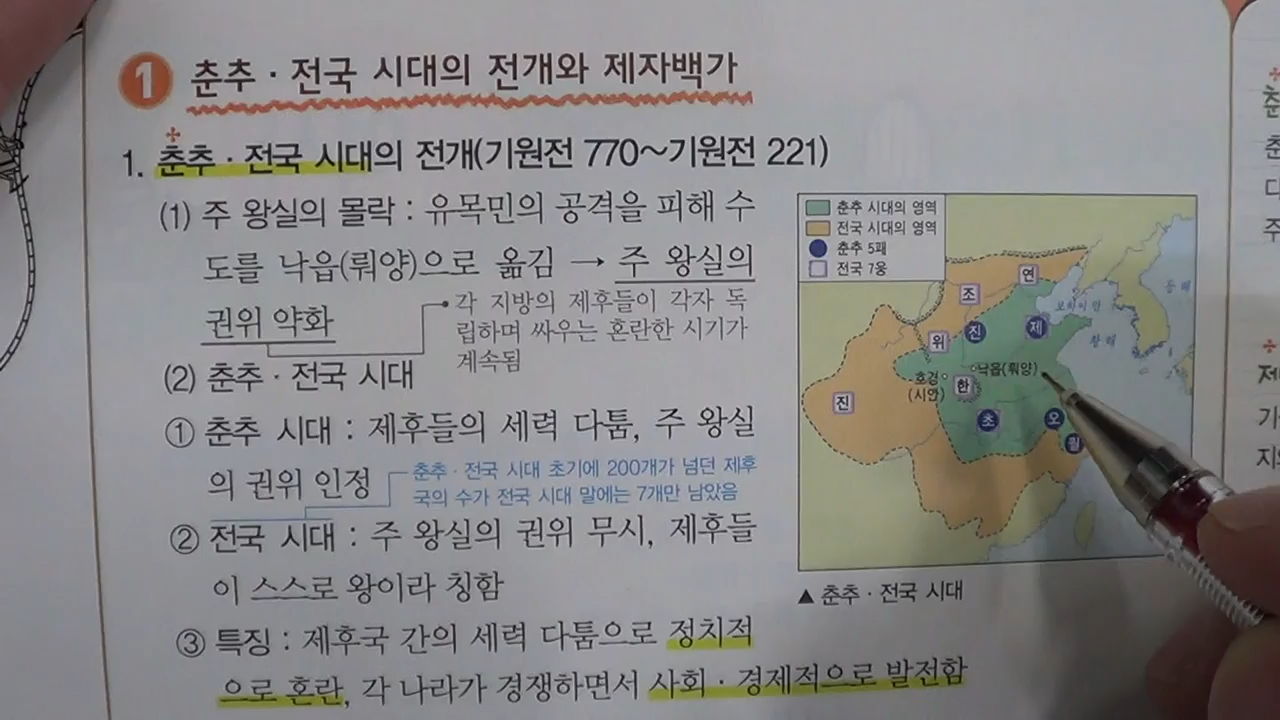 1 춘추·전국 시대의 전개와 제자백가
1. 춘추·전국 시대의 전개(기원전 770~기원전 221)
(1) 주 왕실의 몰락 : 유목민의 공격을 피해 수
도를 낙읍(뤄양)으로 옮김 → 주 왕실의
권위 약화
각 지방의 제후들이 각자 독
립하며 싸우는 혼란한 시기가
계속됨
(2) 춘추·전국 시대
① 춘추 시대 : 제후들의 세력 다툼, 주 왕실
의 권위 인정
춘추·전국 시대 초기에 200개가 넘던 제후
국의 수가 전국 시대 말에는 7개만 남았음
② 전국 시대 : 주 왕실의 권위 무시, 제후들
이 스스로 왕이라 칭함
③ 특징 : 제후국 간의 세력 다툼으로 정치적
으로 혼란, 각 나라가 경쟁하면서 사회·경제적으로 발전함
춘추 시대의 영역
전국 시대의 영역
춘추 5패
전국 7웅
연
조
보하이 만
동해
위
진
제
황해
호경
(시안)
낙읍(뤄양)
한
진
초
오
월
▲ 춘추·전국 시대